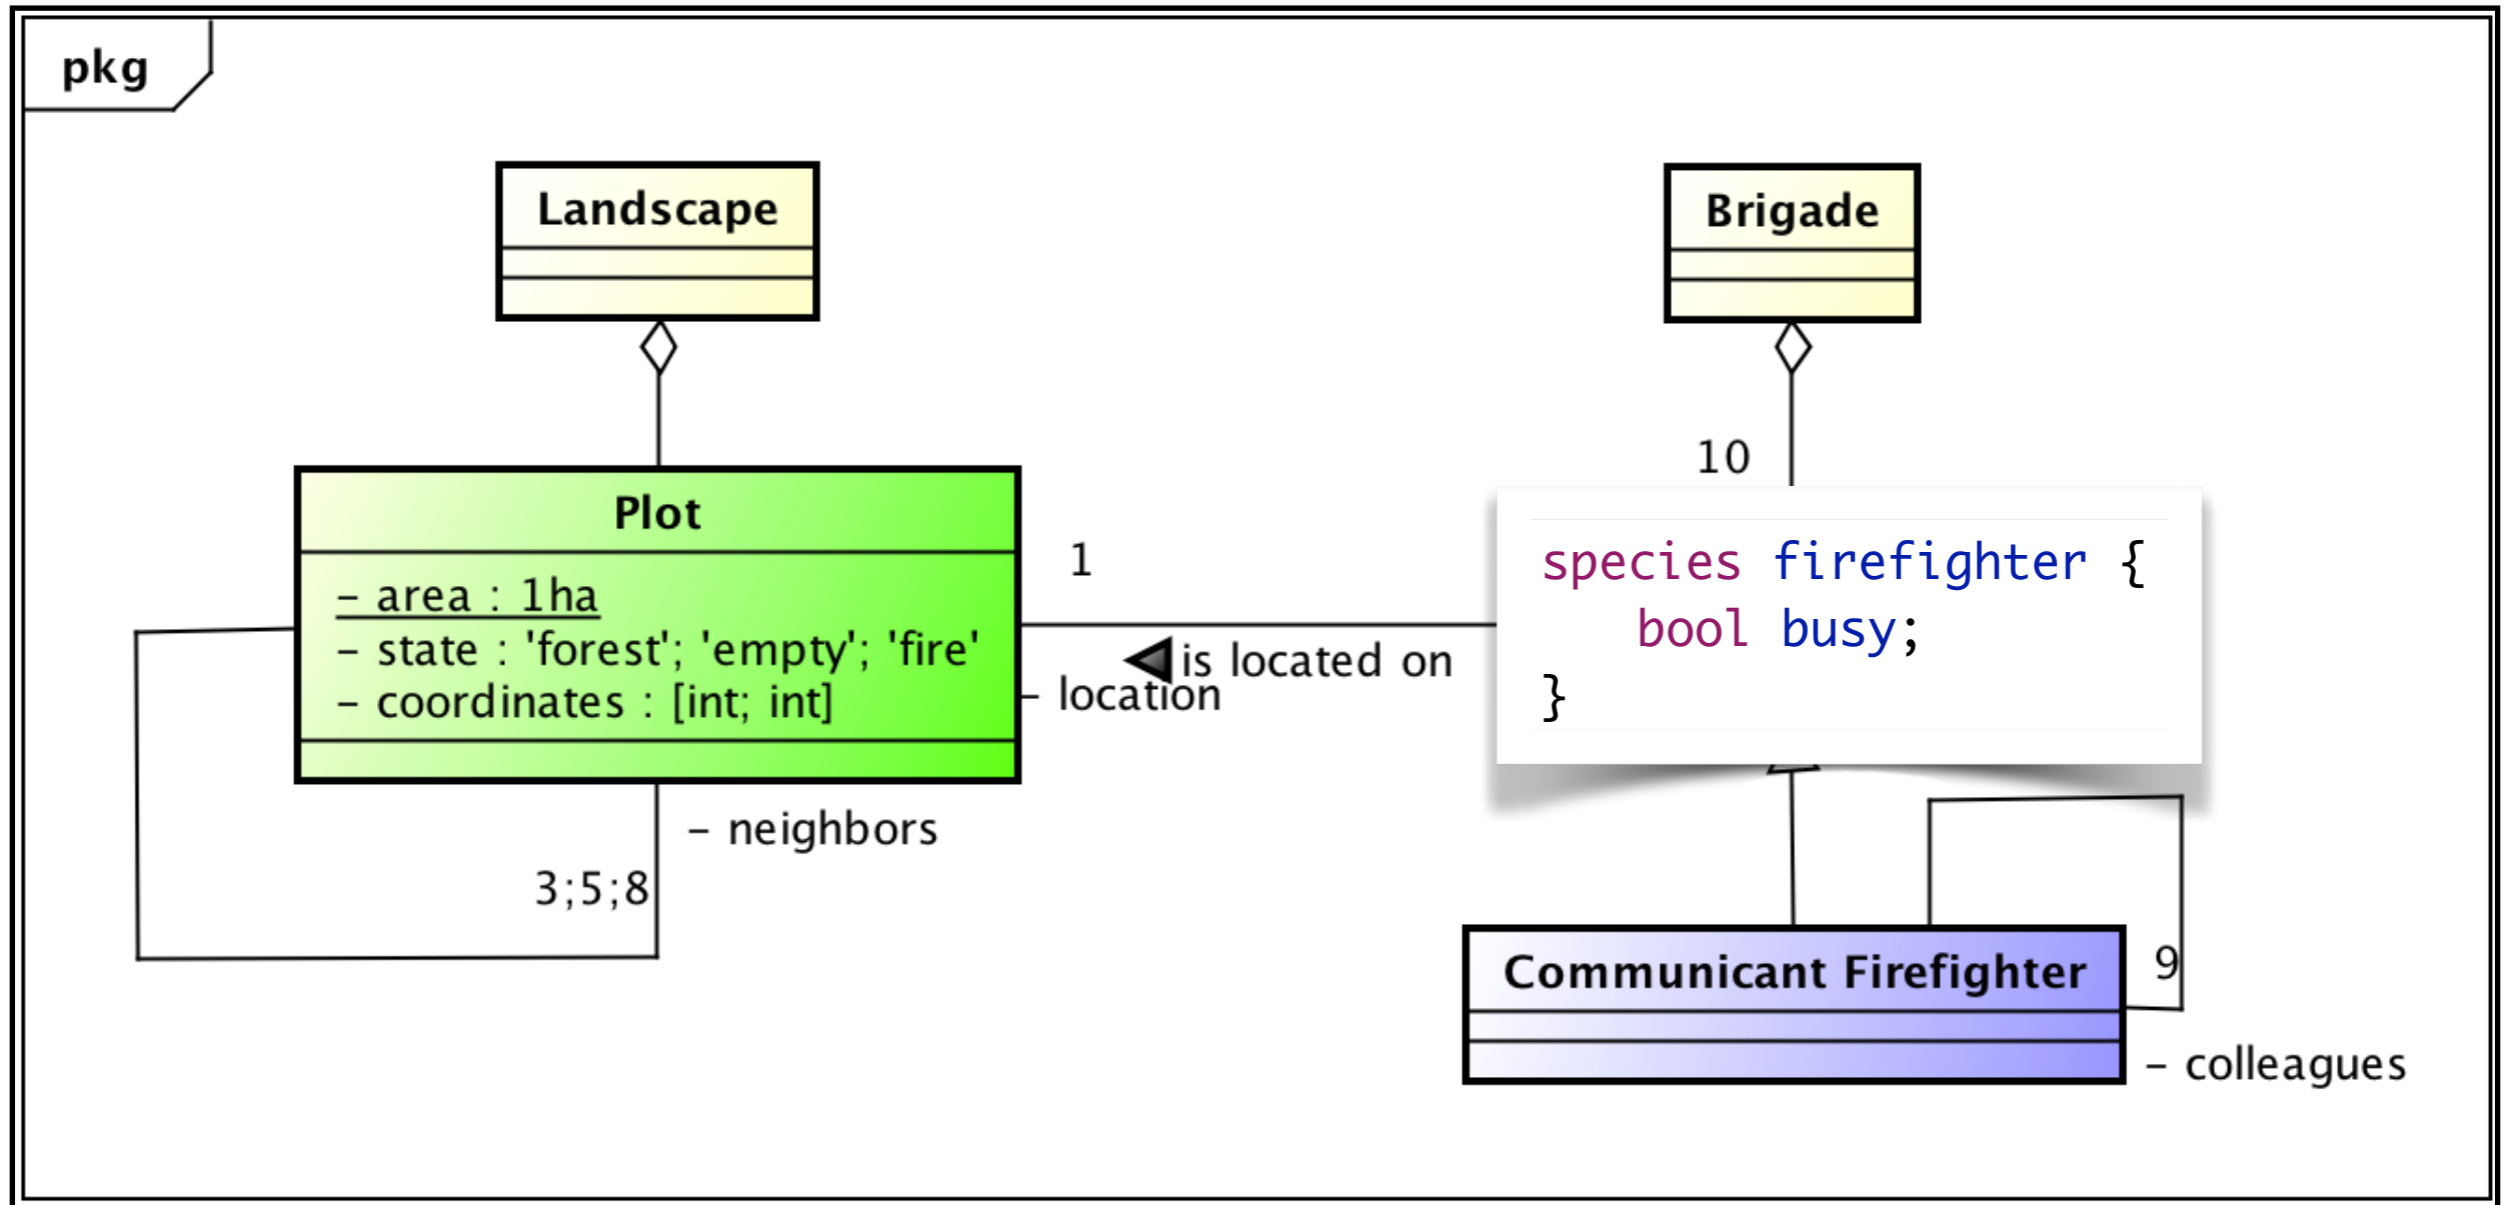 pkg
Landscape
Brigade
10
Plot
- area : 1ha
- state : 'forest'; 'empty'; 'fire'
- coordinates : [int; int]
1
is located on
- location
species firefighter {
bool busy;
}
- neighbors
3;5;8
Communicant Firefighter
9
- colleagues